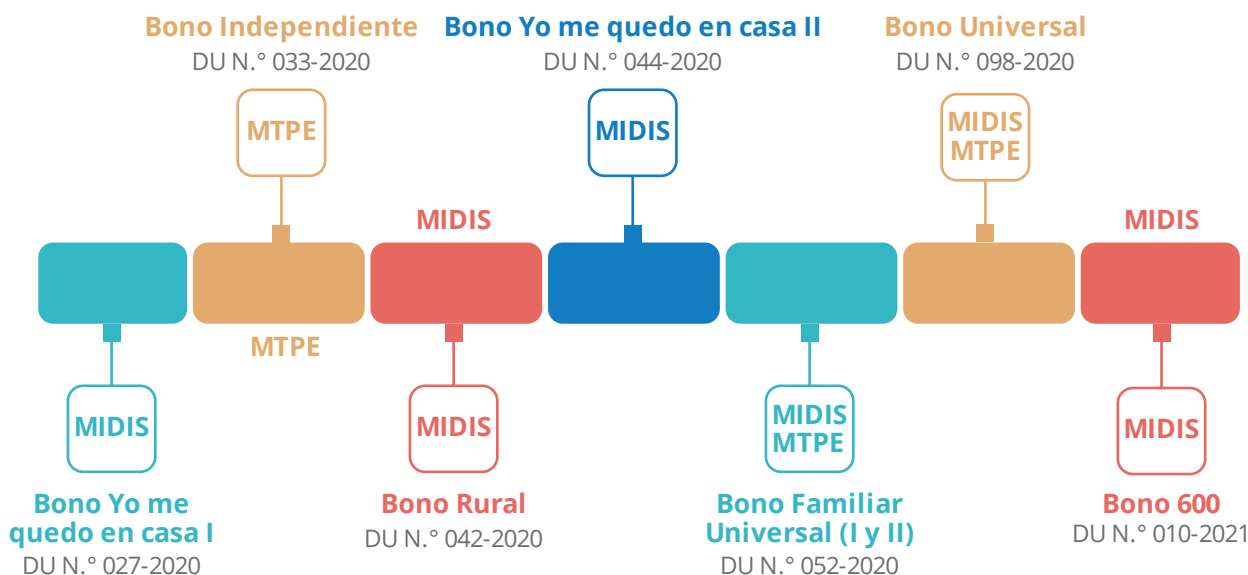 Bono Independiente
DU N.° 033-2020
MTPE
Bono Yo me quedo en casa II
DU N.° 044-2020
MIDIS
Bono Universal
DU N.° 098-2020
MIDIS
MTPE
MIDIS
MIDIS
MTPE
MIDIS
Bono Yo me
quedo en casa I
DU N.° 027-2020
MIDIS
Bono Rural
DU N.° 042-2020
MIDIS
MTPE
Bono Familiar
Universal (I y II)
DU N.° 052-2020
MIDIS
Bono 600
DU N.° 010-2021